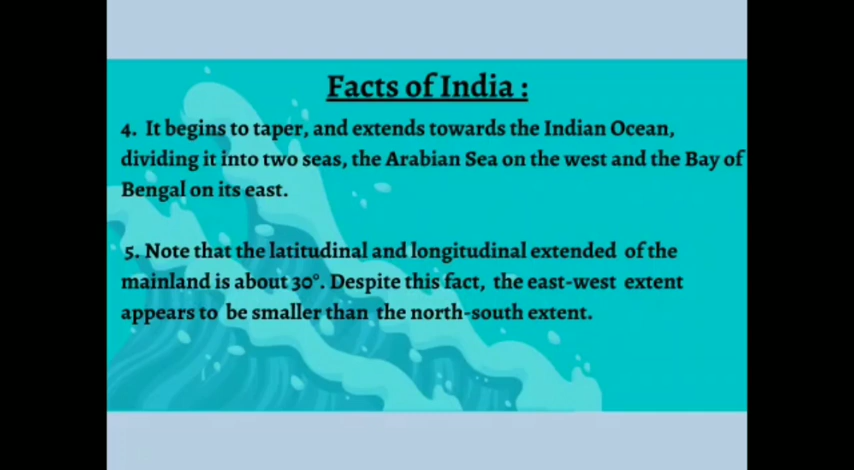 Facts of India :
4. It begins to taper, and extends towards the Indian Ocean,
dividing it into two seas, the Arabian Sea on the west and the Bay of
Bengal on its east.
5. Note that the latitudinal and longitudinal extended of the
mainland is about 30°. Despite this fact, the east-west extent
appears to be smaller than the north-south extent.